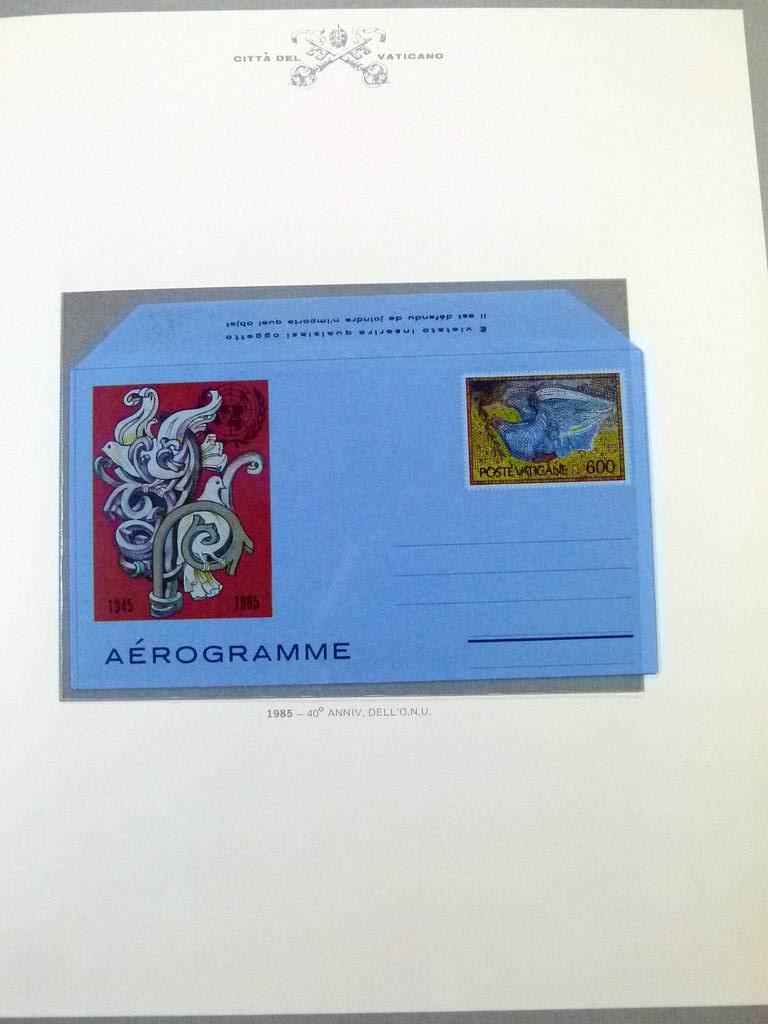 CITTÀ DEL VATICANO
È vietato inserire qualsiasi oggetto
Il est défendu de joindre n'importe quel objet
POSTE VATICANE 600
1945 1985
AÉROGRAMME
1985 – 40º ANNIV. DELL'O.N.U.